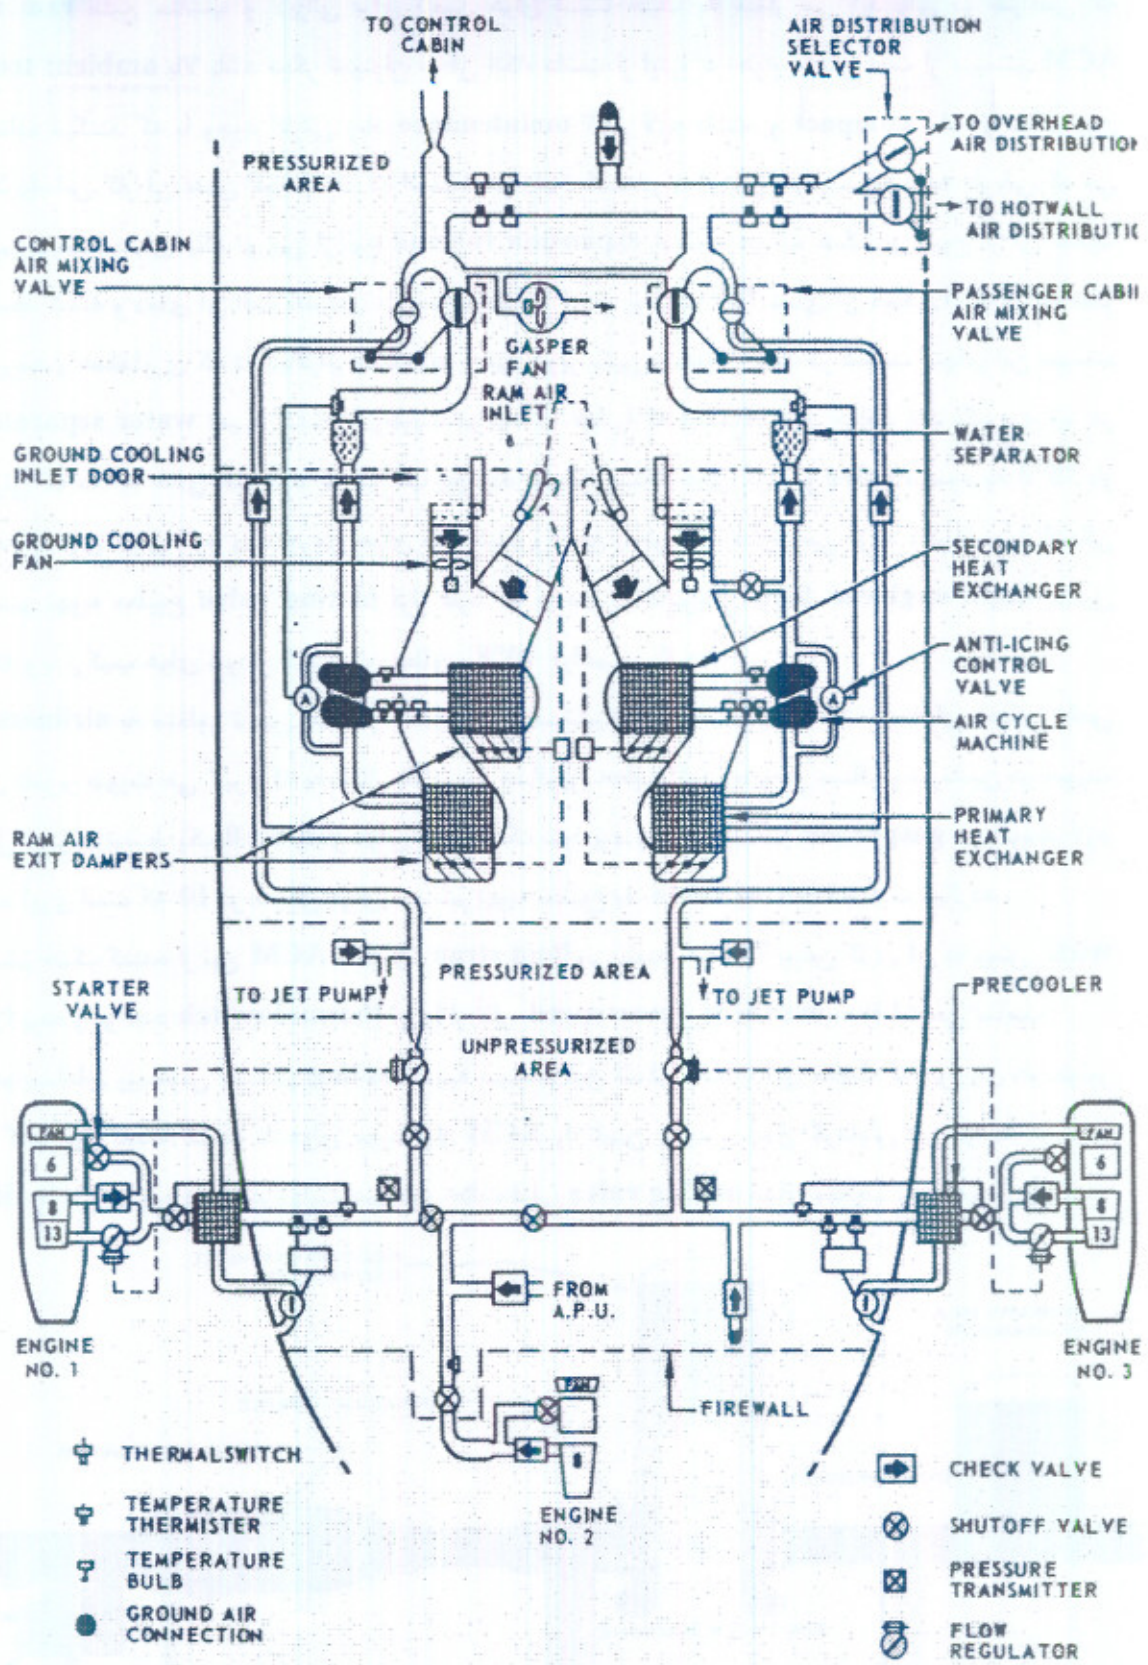 TO CONTROL
CABIN
AIR DISTRIBUTION
SELECTOR
VALVE
PRESSURIZED
AREA
TO OVERHEAD
AIR DISTRIBUTION
TO HOTWALL
AIR DISTRIBUTIO
CONTROL CABIN
AIR MIXING
VALVE
PASSENGER CABI
AIR MIXING
VALVE
GASPER
FAN
RAM AIR
INLET
GROUND COOLING
INLET DOOR
WATER
SEPARATOR
GROUND COOLING
FAN
SECONDARY
HEAT
EXCHANGER
ANTI-ICING
CONTROL
VALVE
A
A
AIR CYCLE
MACHINE
RAM AIR
EXIT DAMPERS
PRIMARY
HEAT
EXCHANGER
PRESSURIZED AREA
STARTER
VALVE
TO JET PUMP
TO JET PUMP
PRECOOLER
UNPRESSURIZED
AREA
FAN
6
8
13
FAN
6
8
13
ENGINE
NO. 1
FROM
A.P.U.
ENGINE
NO. 3
FAN
FIREWALL
8
ENGINE
NO. 2
THERMALSWITCH
TEMPERATURE
THERMISTER
TEMPERATURE
BULB
GROUND AIR
CONNECTION
CHECK VALVE
SHUTOFF VALVE
PRESSURE
TRANSMITTER
FLOW
REGULATOR